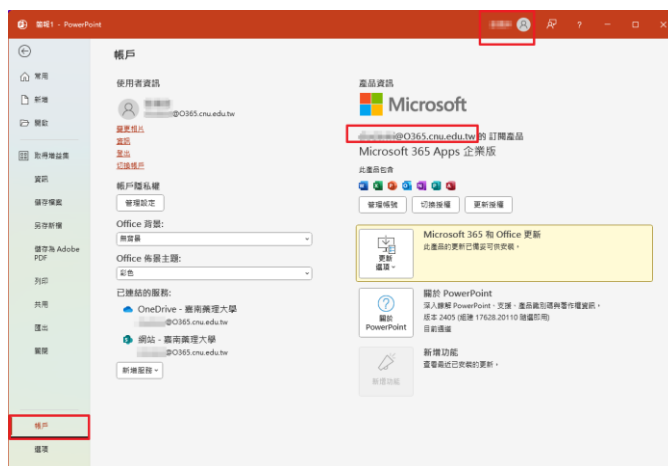 簡報1 - PowerPoint
?
帳戶
常用
新增
開啟
取得增益集
資訊
儲存檔案
另存新檔
儲存為 Adobe
PDF
列印
共用
匯出
關閉
帳戶
選項
使用者資訊
@O365.cnu.edu.tw
變更相片
資訊
登出
切換帳戶
帳戶隱私權
管理設定
Office 背景:
無背景
Office 佈景主題:
彩色
已連結的服務:
OneDrive - 嘉南藥理大學
@O365.cnu.edu.tw
網站 - 嘉南藥理大學
@O365.cnu.edu.tw
新增服務
產品資訊
Microsoft
@O365.cnu.edu.tw 的 訂閱產品
Microsoft 365 Apps 企業版
此產品包含
管理帳號
切換授權
更新授權
更新
選項
Microsoft 365 和 Office 更新
此產品的更新已備妥可供安裝。
關於
PowerPoint
關於 PowerPoint
深入瞭解 PowerPoint、支援、產品識別碼與著作權資訊。
版本 2405 (組建 17628.20110 隨選即用)
目前通道
新增功能
新增功能
查看最近已安裝的更新。